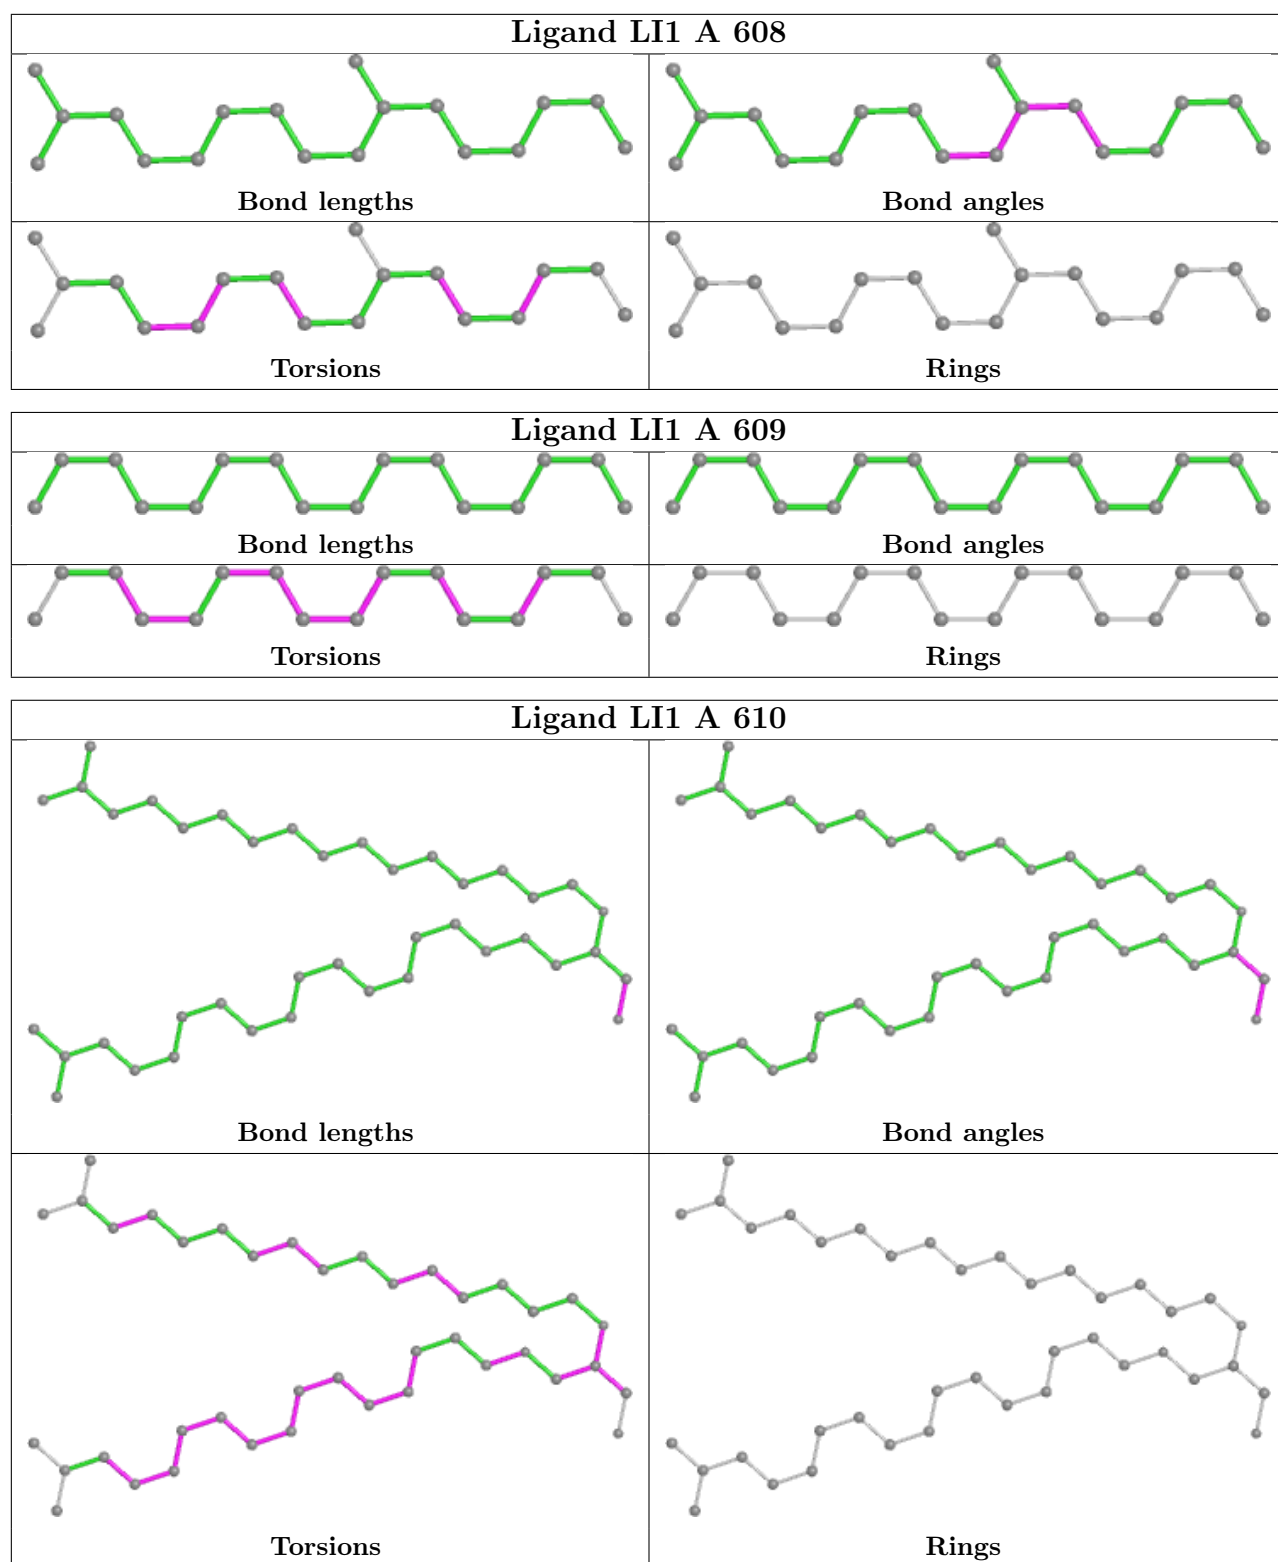 Ligand LI1 A 608
Bond lengths
Bond angles
Torsions
Rings
Ligand LI1 A 609
Bond lengths
Bond angles
Torsions
Rings
Ligand LI1 A 610
Bond lengths
Bond angles
Torsions
Rings